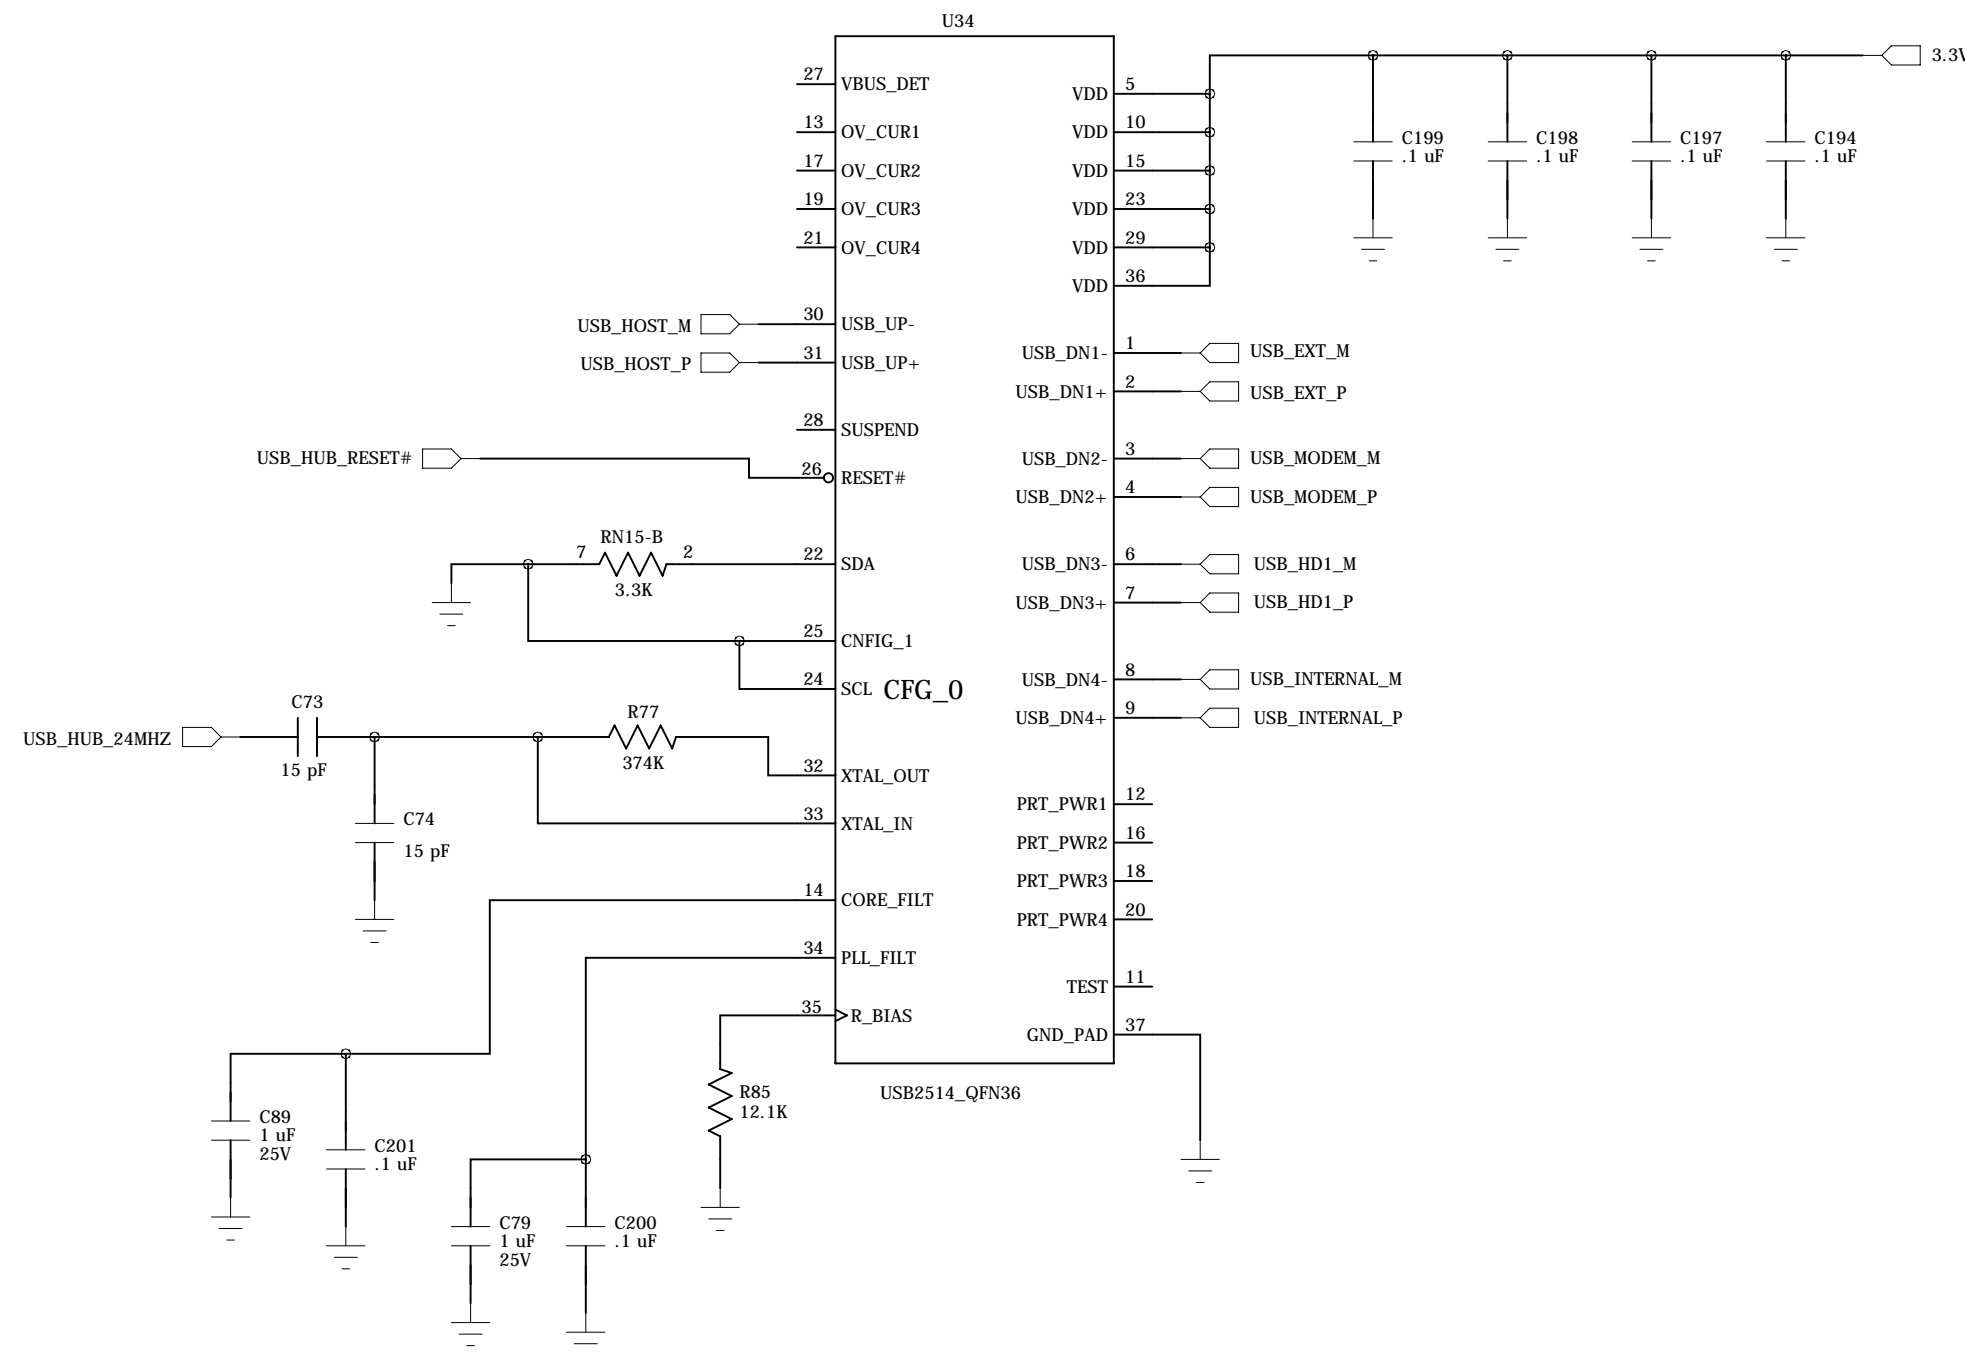 U34
27 VBUS_DET
13 OV_CUR1
17 OV_CUR2
19 OV_CUR3
21 OV_CUR4
USB_HOST_M 30 USB_UP-
USB_HOST_P 31 USB_UP+
28 SUSPEND
USB_HUB_RESET# 26 RESET#
RN15-B
7 2 22 SDA
3.3K
25 CNFIG_1
24 SCL CFG_0
C73
USB_HUB_24MHZ
15 pF
R77
374K
32 XTAL_OUT
33 XTAL_IN
C74
15 pF
14 CORE_FILT
34 PLL_FILT
35 R_BIAS
R85
12.1K
C89
1 uF
25V
C201
.1 uF
C79
1 uF
25V
C200
.1 uF
VDD 5
VDD 10
VDD 15
VDD 23
VDD 29
VDD 36
3.3V
C199
.1 uF
C198
.1 uF
C197
.1 uF
C194
.1 uF
USB_DN1- 1 USB_EXT_M
USB_DN1+ 2 USB_EXT_P
USB_DN2- 3 USB_MODEM_M
USB_DN2+ 4 USB_MODEM_P
USB_DN3- 6 USB_HD1_M
USB_DN3+ 7 USB_HD1_P
USB_DN4- 8 USB_INTERNAL_M
USB_DN4+ 9 USB_INTERNAL_P
PRT_PWR1 12
PRT_PWR2 16
PRT_PWR3 18
PRT_PWR4 20
TEST 11
GND_PAD 37
USB2514_QFN36